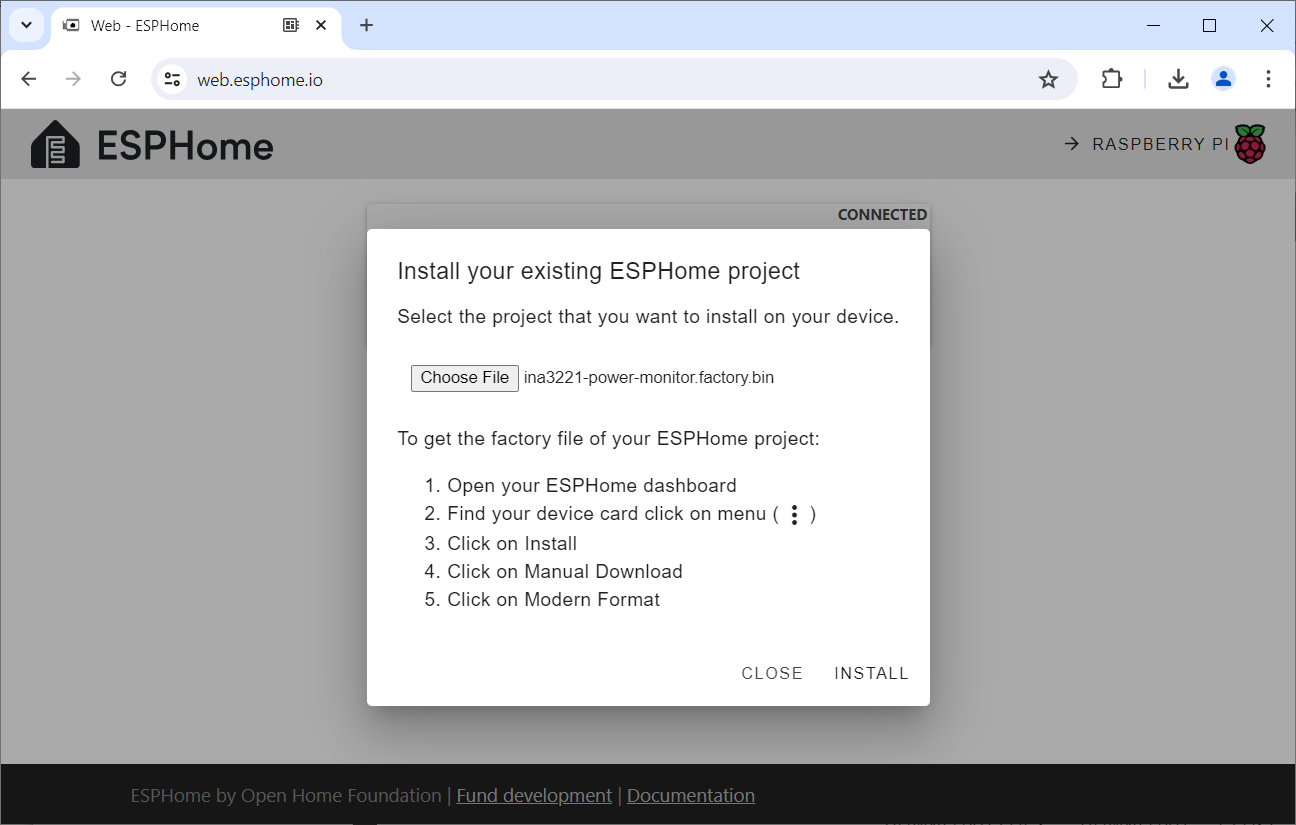 Web - ESPHome
web.esphome.io
ESPHome
RASPBERRY PI
CONNECTED
Install your existing ESPHome project
Select the project that you want to install on your device.
Choose File ina3221-power-monitor.factory.bin
To get the factory file of your ESPHome project:
1. Open your ESPHome dashboard
2. Find your device card click on menu ( ⋮ )
3. Click on Install
4. Click on Manual Download
5. Click on Modern Format
CLOSE INSTALL
ESPHome by Open Home Foundation | Fund development | Documentation